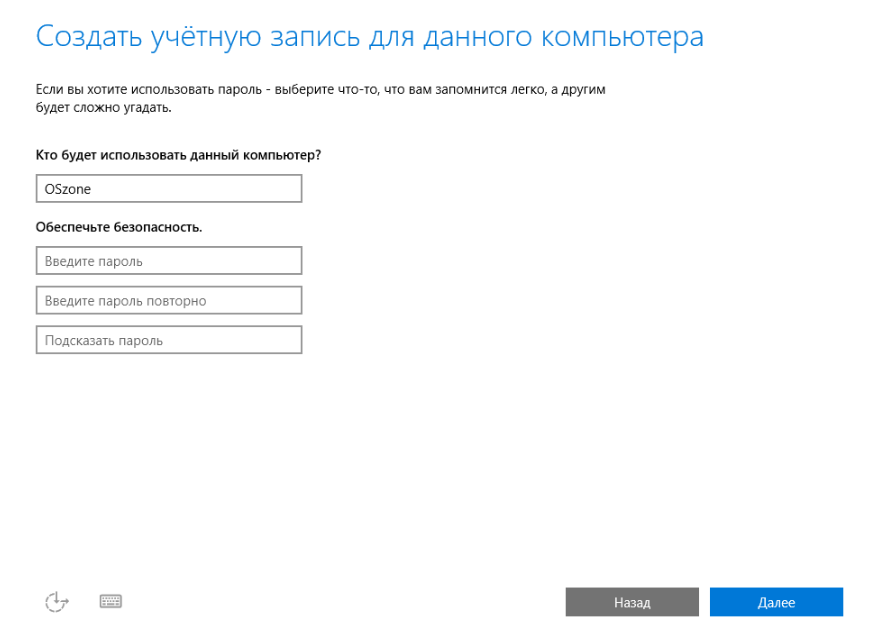 Создать учётную запись для данного компьютера
Если вы хотите использовать пароль - выберите что-то, что вам запомнится легко, а другим
будет сложно угадать.
Кто будет использовать данный компьютер?
OSzone
Обеспечьте безопасность.
Введите пароль
Введите пароль повторно
Подсказать пароль
Назад
Далее